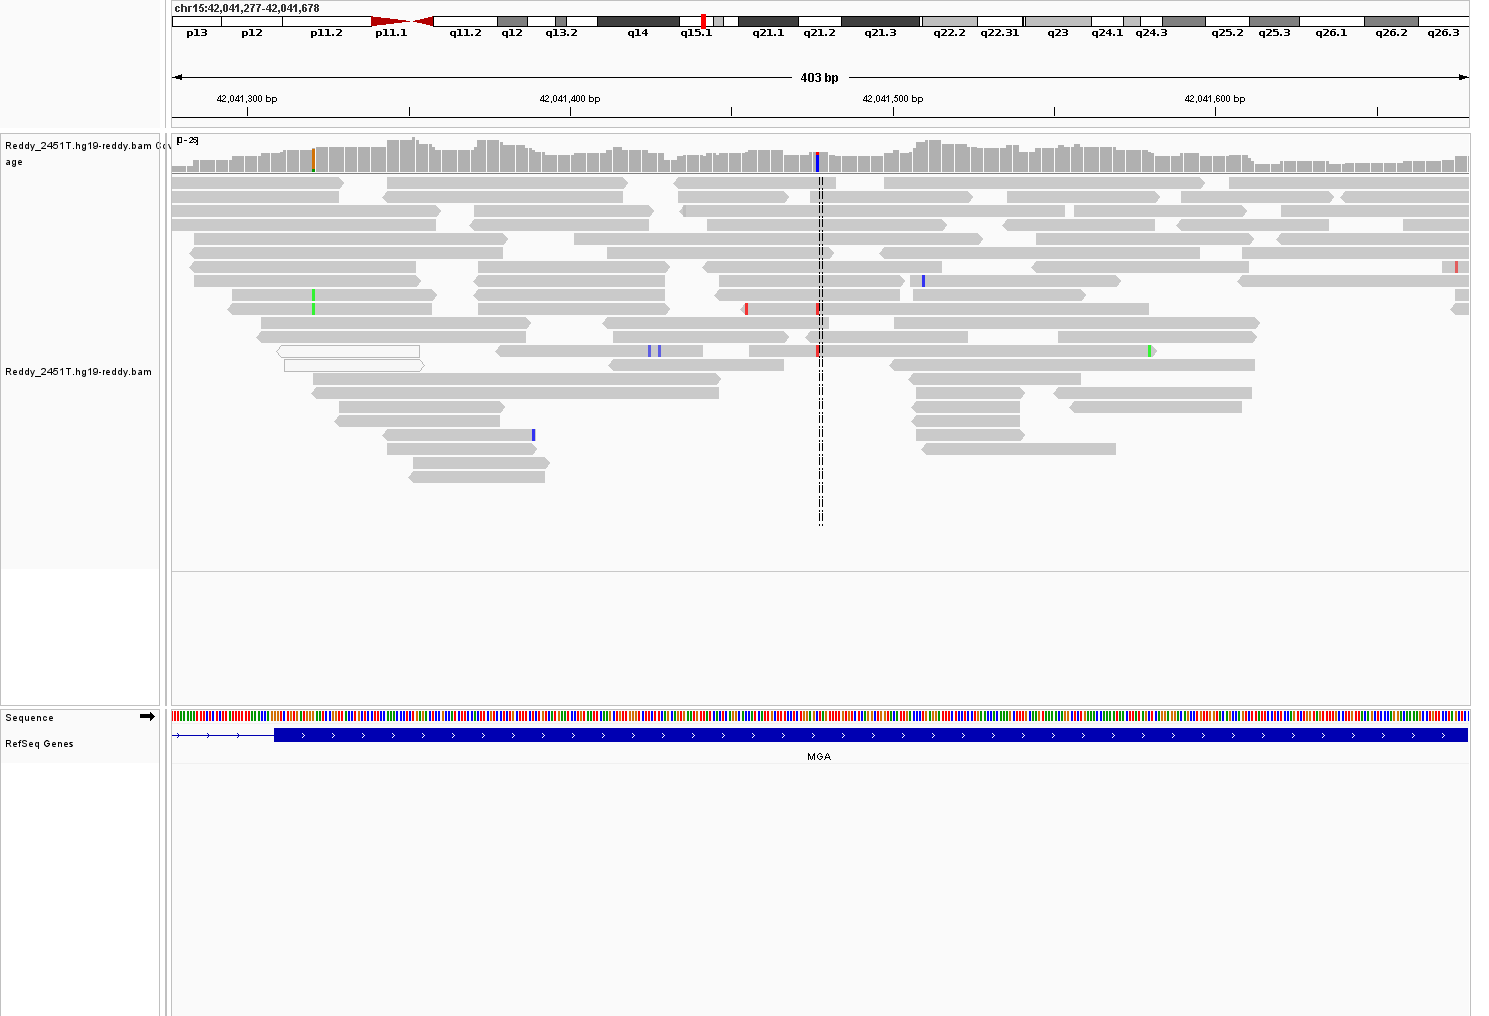 chr15:42,041,277-42,041,678
p13 p12 p11.2 p11.1 q11.2 q12 q13.2 q14 q15.1 q21.1 q21.2 q21.3 q22.2 q22.31 q23 q24.1 q24.3 q25.2 q25.3 q26.1 q26.2 q26.3
403 bp
42,041,300 bp 42,041,400 bp 42,041,500 bp 42,041,600 bp
[0-25]
Reddy_2451T.hg19-reddy.bam Cov
age
Reddy_2451T.hg19-reddy.bam
Sequence
RefSeq Genes
MGA